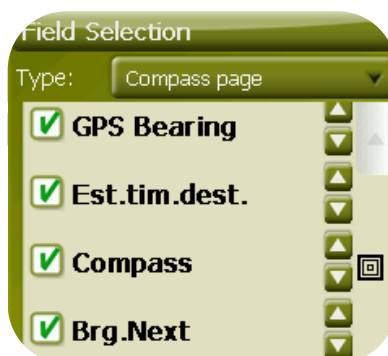 Field Selection
Type: Compass page
GPS Bearing
Est.tim.dest.
Compass
Brg.Next